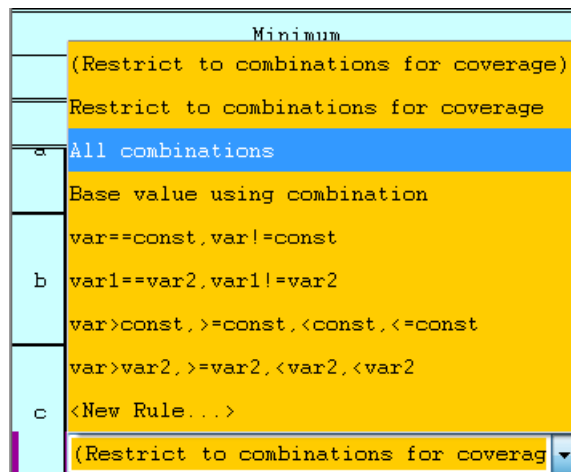 Minimum
(Restrict to combinations for coverage)
Restrict to combinations for coverage
a
All combinations
Base value using combination
var==const,var!=const
b
var1==var2,var1!=var2
var>const,>=const,<const,<=const
var>var2,>=var2,<var2,<var2
c
<New Rule...>
(Restrict to combinations for coverag